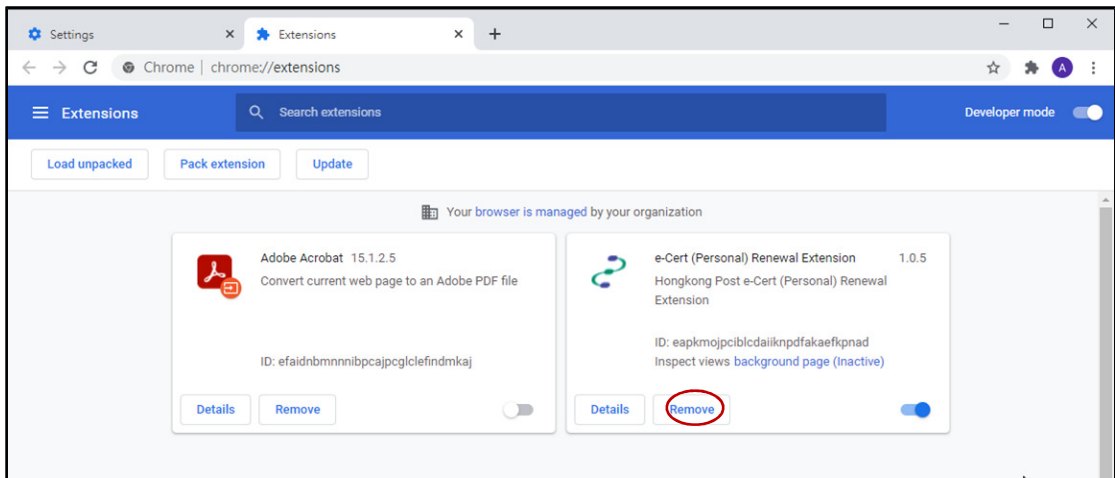 Settings
Extensions
Chrome | chrome://extensions
A
Extensions
Search extensions
Developer mode
Load unpacked
Pack extension
Update
Your browser is managed by your organization
Adobe Acrobat 15.1.2.5
Convert current web page to an Adobe PDF file
ID: efaidnbmnnnibpcajpcglclefindmkaj
Details
Remove
e-Cert (Personal) Renewal Extension 1.0.5
Hongkong Post e-Cert (Personal) Renewal
Extension
ID: eapkmojpciblcdaiiknpdfakaefkpnad
Inspect views background page (Inactive)
Details
Remove